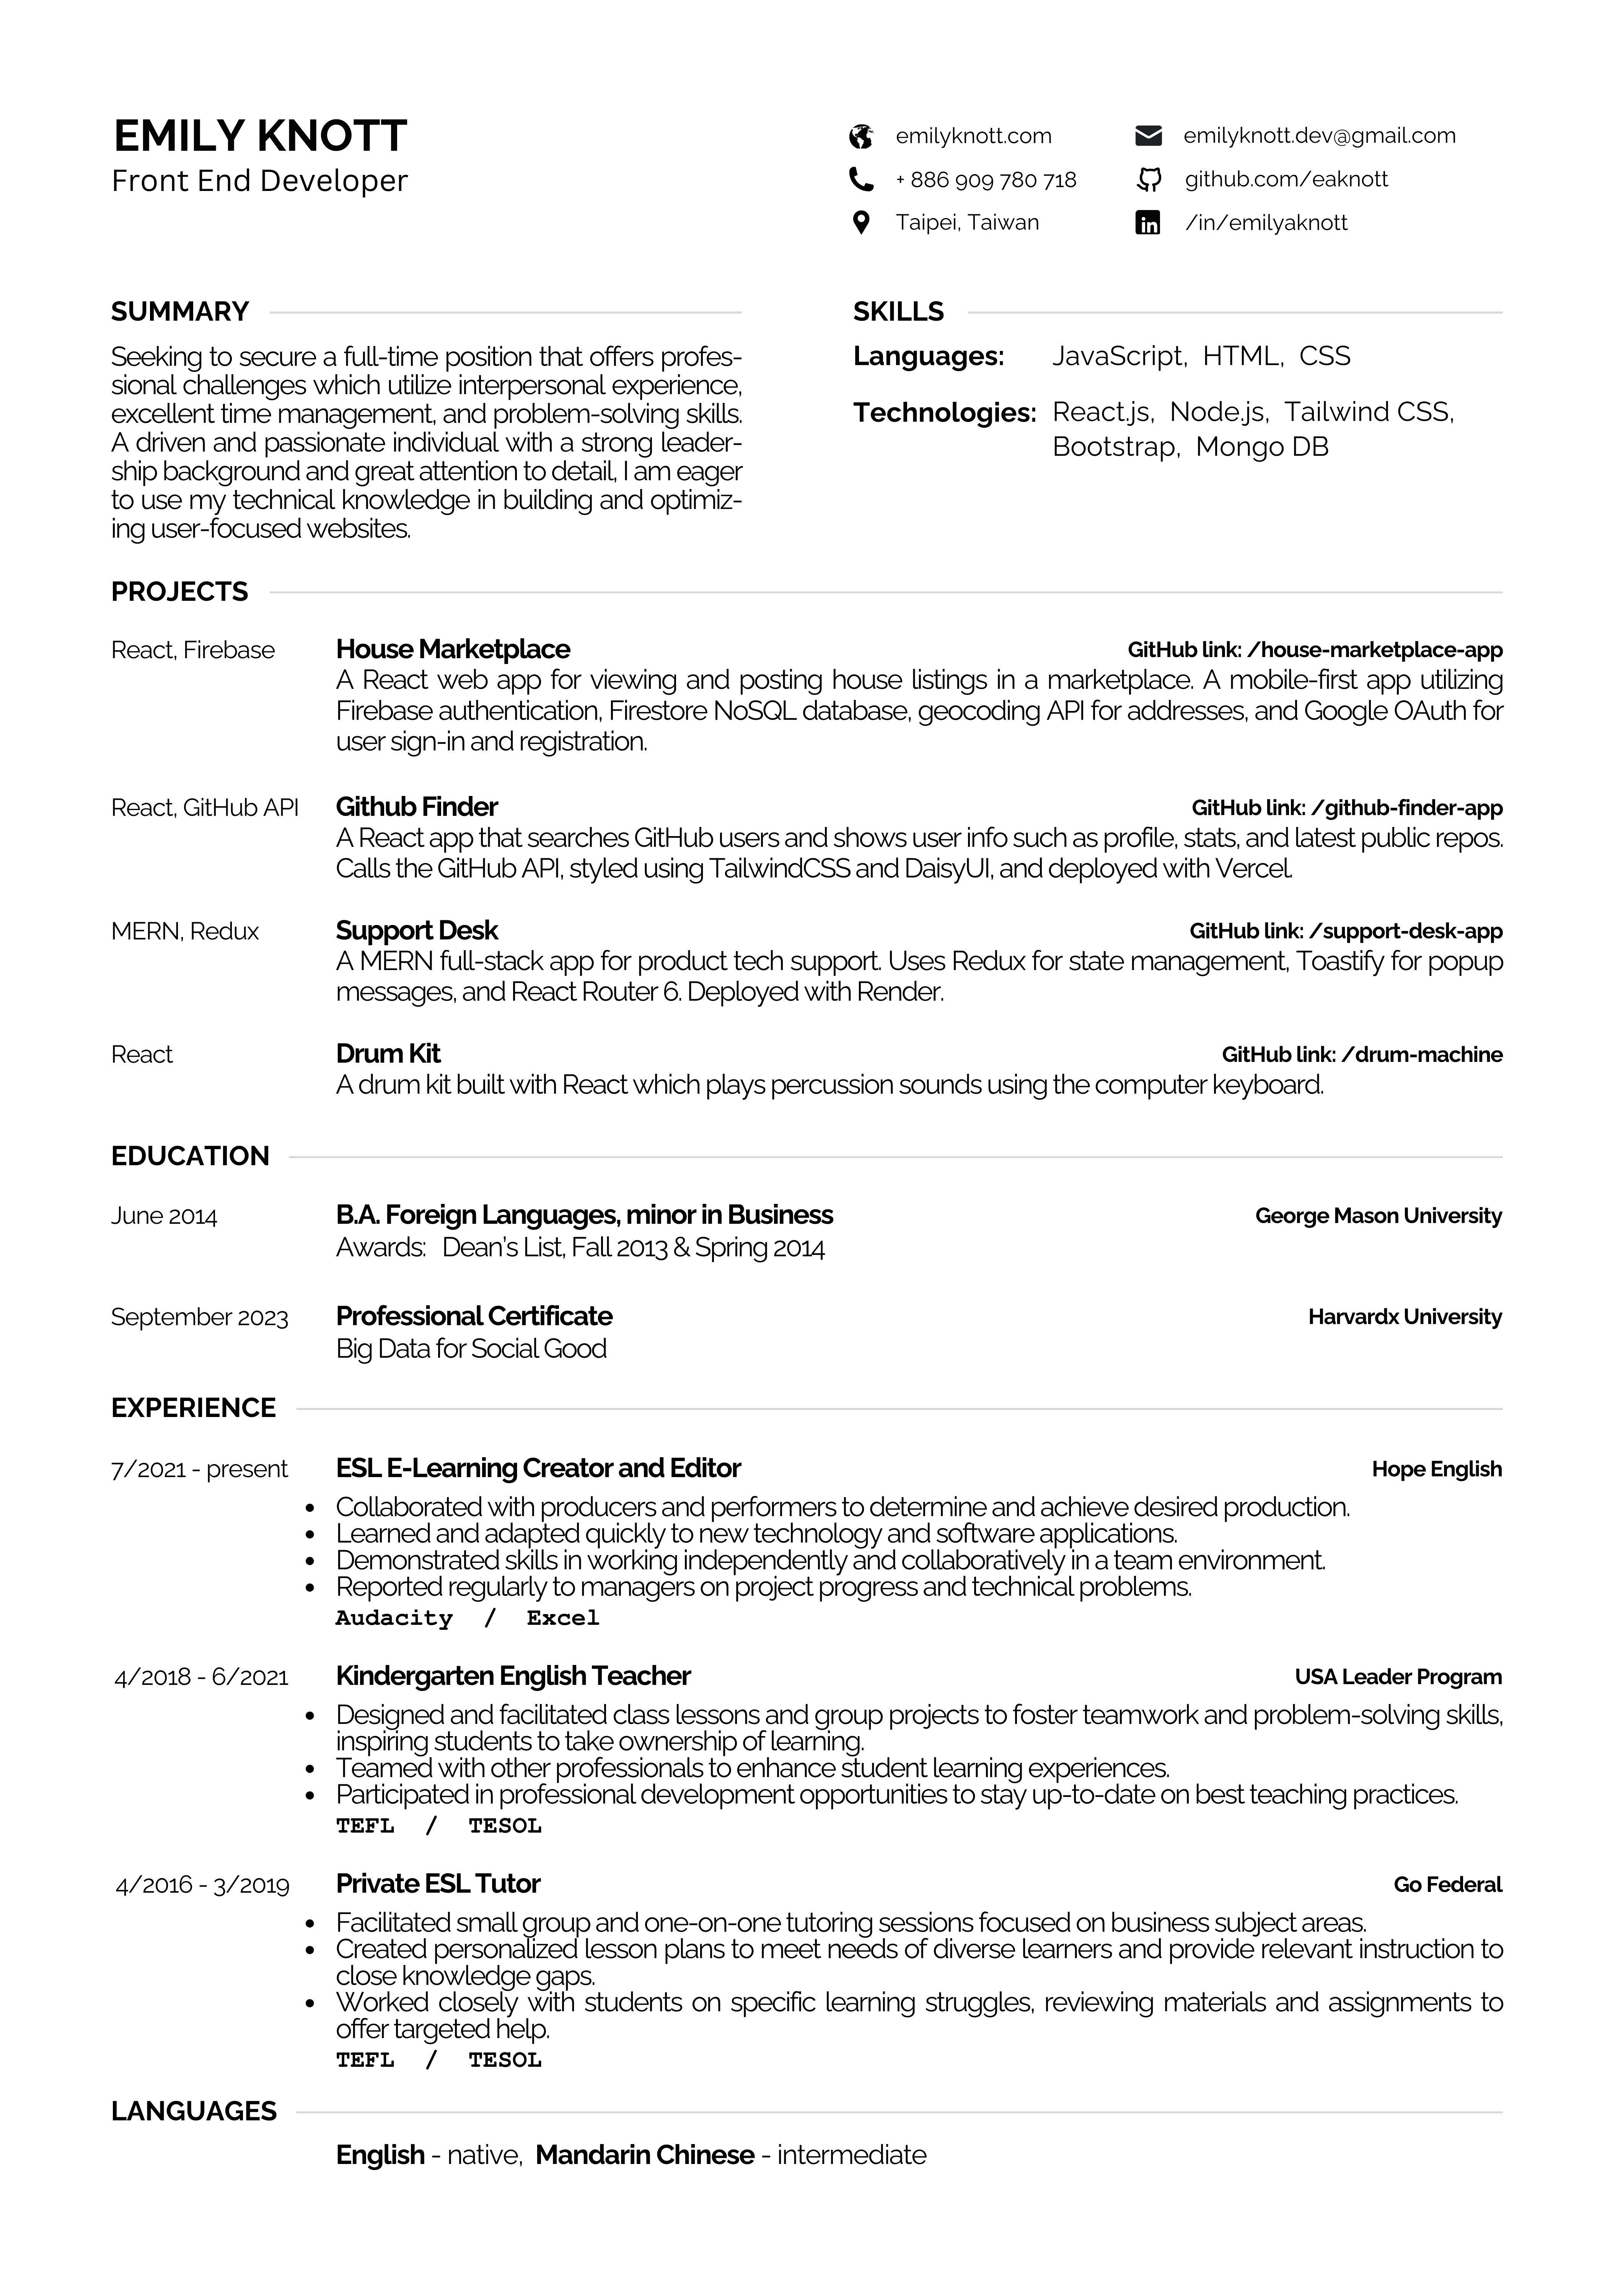 EMILY KNOTT
Front End Developer
emilyknott.com
emilyknott.dev@gmail.com
+ 886 909 780 718
github.com/eaknott
Taipei, Taiwan
/in/emilyaknott
SUMMARY
Seeking to secure a full-time position that offers profes-
sional challenges which utilize interpersonal experience,
excellent time management, and problem-solving skills.
A driven and passionate individual with a strong leader-
ship background and great attention to detail, I am eager
to use my technical knowledge in building and optimiz-
ing user-focused websites.
SKILLS
Languages: JavaScript, HTML, CSS
Technologies: React.js, Node.js, Tailwind CSS,
Bootstrap, Mongo DB
PROJECTS
React, Firebase House Marketplace GitHub link: /house-marketplace-app
A React web app for viewing and posting house listings in a marketplace. A mobile-first app utilizing
Firebase authentication, Firestore NoSQL database, geocoding API for addresses, and Google OAuth for
user sign-in and registration.
React, GitHub API Github Finder GitHub link: /github-finder-app
A React app that searches GitHub users and shows user info such as profile, stats, and latest public repos.
Calls the GitHub API, styled using TailwindCSS and DaisyUI, and deployed with Vercel.
MERN, Redux Support Desk GitHub link: /support-desk-app
A MERN full-stack app for product tech support. Uses Redux for state management, Toastify for popup
messages, and React Router 6. Deployed with Render.
React Drum Kit GitHub link: /drum-machine
A drum kit built with React which plays percussion sounds using the computer keyboard.
EDUCATION
June 2014 B.A. Foreign Languages, minor in Business George Mason University
Awards: Dean's List, Fall 2013 & Spring 2014
September 2023 Professional Certificate Harvardx University
Big Data for Social Good
EXPERIENCE
7/2021 - present ESL E-Learning Creator and Editor Hope English
• Collaborated with producers and performers to determine and achieve desired production.
• Learned and adapted quickly to new technology and software applications.
• Demonstrated skills in working independently and collaboratively in a team environment.
• Reported regularly to managers on project progress and technical problems.
Audacity / Excel
4/2018 - 6/2021 Kindergarten English Teacher USA Leader Program
• Designed and facilitated class lessons and group projects to foster teamwork and problem-solving skills,
inspiring students to take ownership of learning.
• Teamed with other professionals to enhance student learning experiences.
• Participated in professional development opportunities to stay up-to-date on best teaching practices.
TEFL / TESOL
4/2016 - 3/2019 Private ESL Tutor Go Federal
• Facilitated small group and one-on-one tutoring sessions focused on business subject areas.
• Created personalized lesson plans to meet needs of diverse learners and provide relevant instruction to
close knowledge gaps.
• Worked closely with students on specific learning struggles, reviewing materials and assignments to
offer targeted help.
TEFL / TESOL
LANGUAGES
English - native, Mandarin Chinese - intermediate